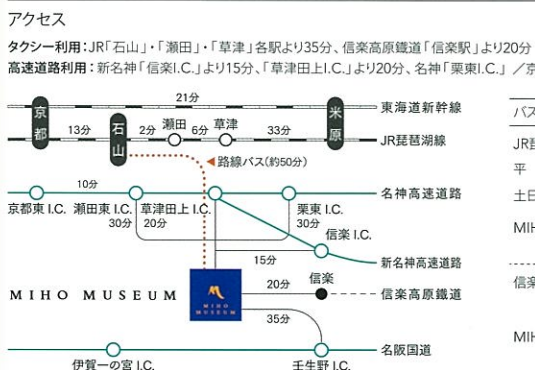 アクセス
タクシー利用：JR「石山」・「瀬田」・「草津」各駅より35分、信楽高原鐵道「信楽駅」より20分
高速道路利用：新名神「信楽I.C.」より15分、「草津田上I.C.」より20分、名神「栗東I.C.」／京
21分
東海道新幹線
京都
石山
米原
13分
2分
瀬田
6分
草津
33分
JR琵琶湖線
路線バス(約50分)
10分
名神高速道路
京都東 I.C.
瀬田東 I.C.
草津田上 I.C.
栗東 I.C.
30分
20分
30分
信楽 I.C.
15分
新名神高速道路
MIHO MUSEUM
MIHO
MUSEUM
20分
信楽
信楽高原鐵道
35分
名阪国道
伊賀一の宮 I.C.
壬生野 I.C.
バス
JR琵
平
土日
MIH
信楽
MIH